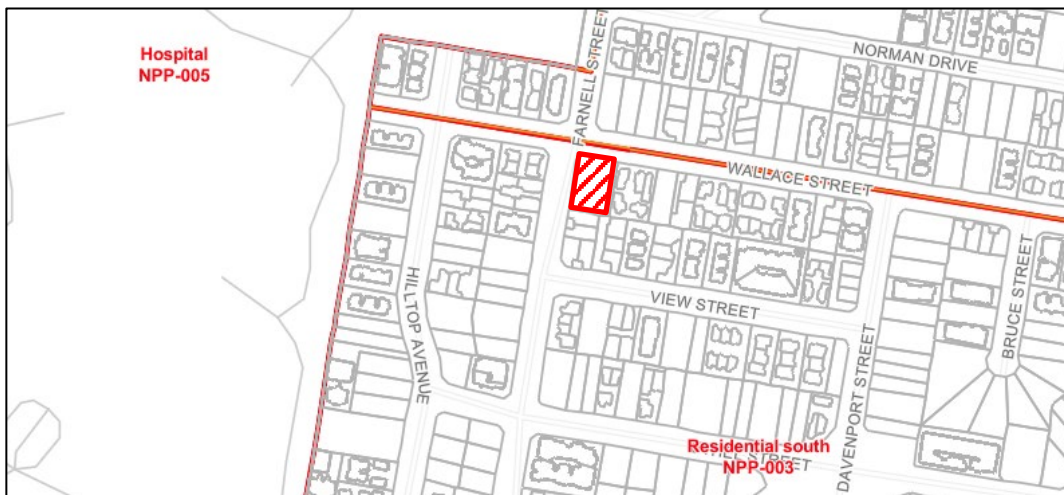 Hospital
NPP-005
FARNELL STREET
NORMAN DRIVE
WALLACE STREET
HILLTOP AVENUE
VIEW STREET
BRUCE STREET
DAVENPORT STREET
Residential south
NPP-003
STREET